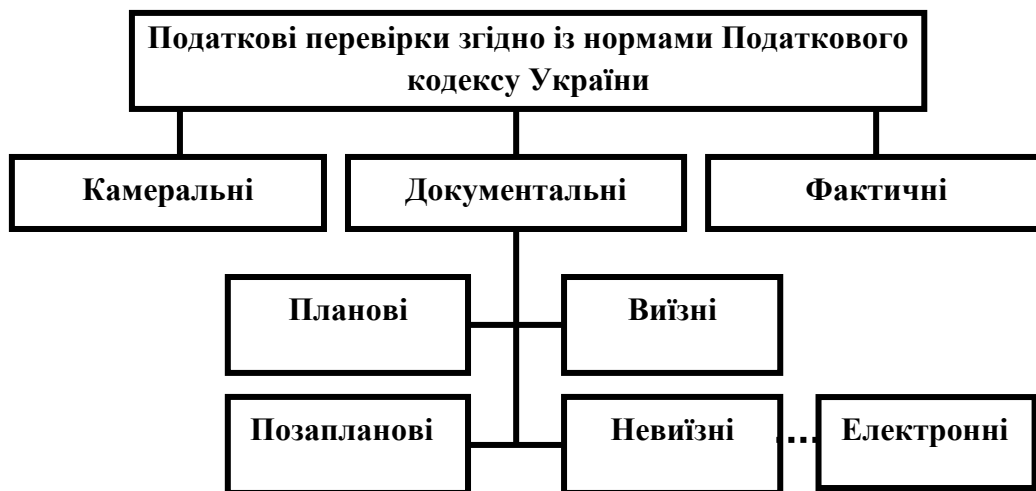 Податкові перевірки згідно із нормами Податкового
кодексу України
Камеральні
Документальні
Фактичні
Планові
Виїзні
Позапланові
Невиїзні
Електронні